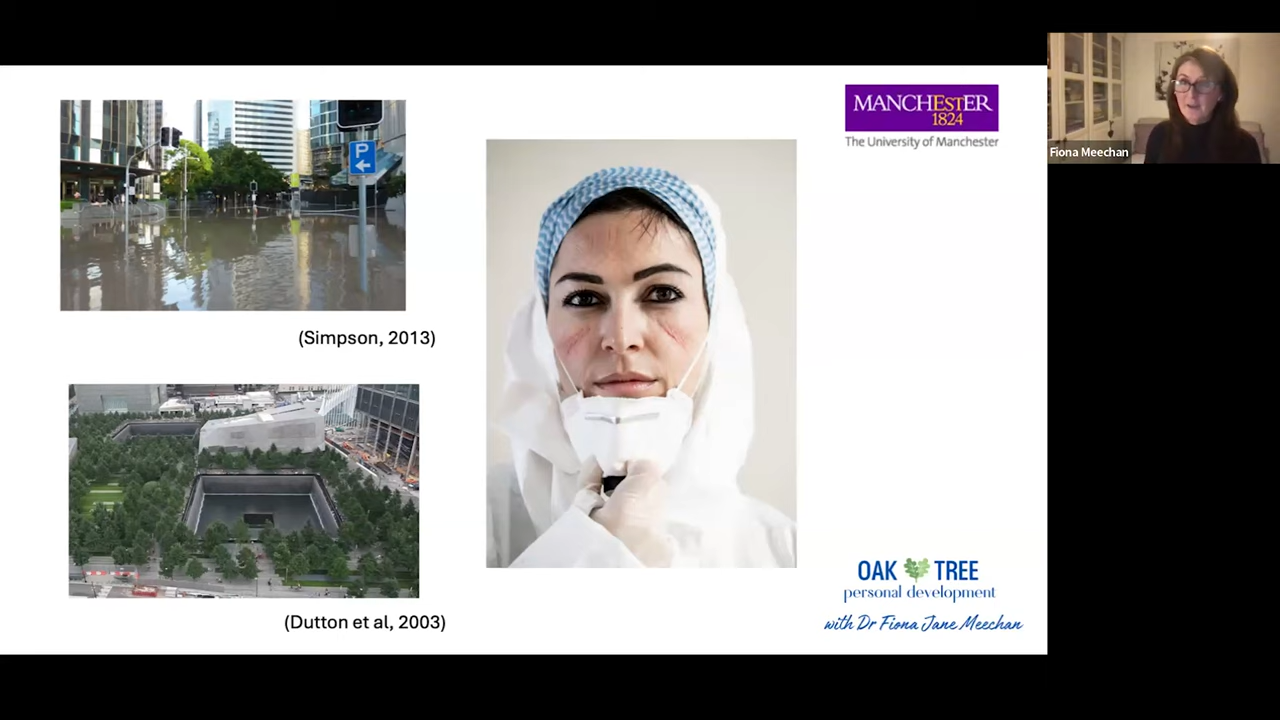 P
(Simpson, 2013)
(Dutton et al, 2003)
MANCHEsTER
1824
The University of Manchester
OAK TREE
personal development
with Dr Fiona Jane Meechan
Fiona Meechan